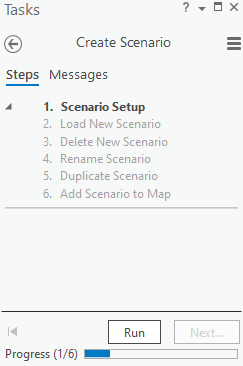 Tasks
Create Scenario
Steps Messages
1. Scenario Setup
2. Load New Scenario
3. Delete New Scenario
4. Rename Scenario
5. Duplicate Scenario
6. Add Scenario to Map
Run Next...
Progress (1/6)